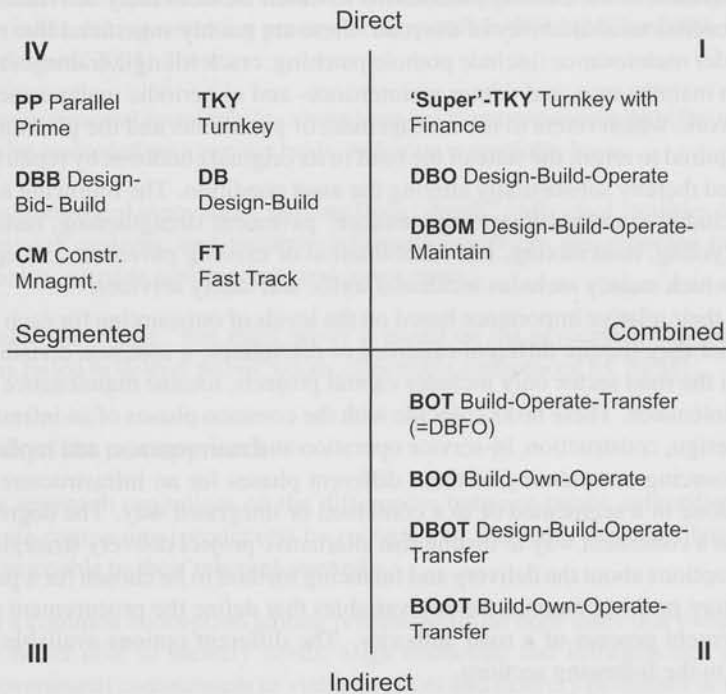 Direct
IV
I
PP Parallel
Prime
TKY
Turnkey
'Super'-TKY Turnkey with
Finance
DBB Design-
Bid- Build
DB
Design-Build
DBO Design-Build-Operate
CM Constr.
Mnagmt.
FT
Fast Track
DBOM Design-Build-Operate-
Maintain
Segmented
Combined
BOT Build-Operate-Transfer
(=DBFO)
BOO Build-Own-Operate
DBOT Design-Build-Operate-
Transfer
BOOT Build-Own-Operate-
Transfer
III
II
Indirect